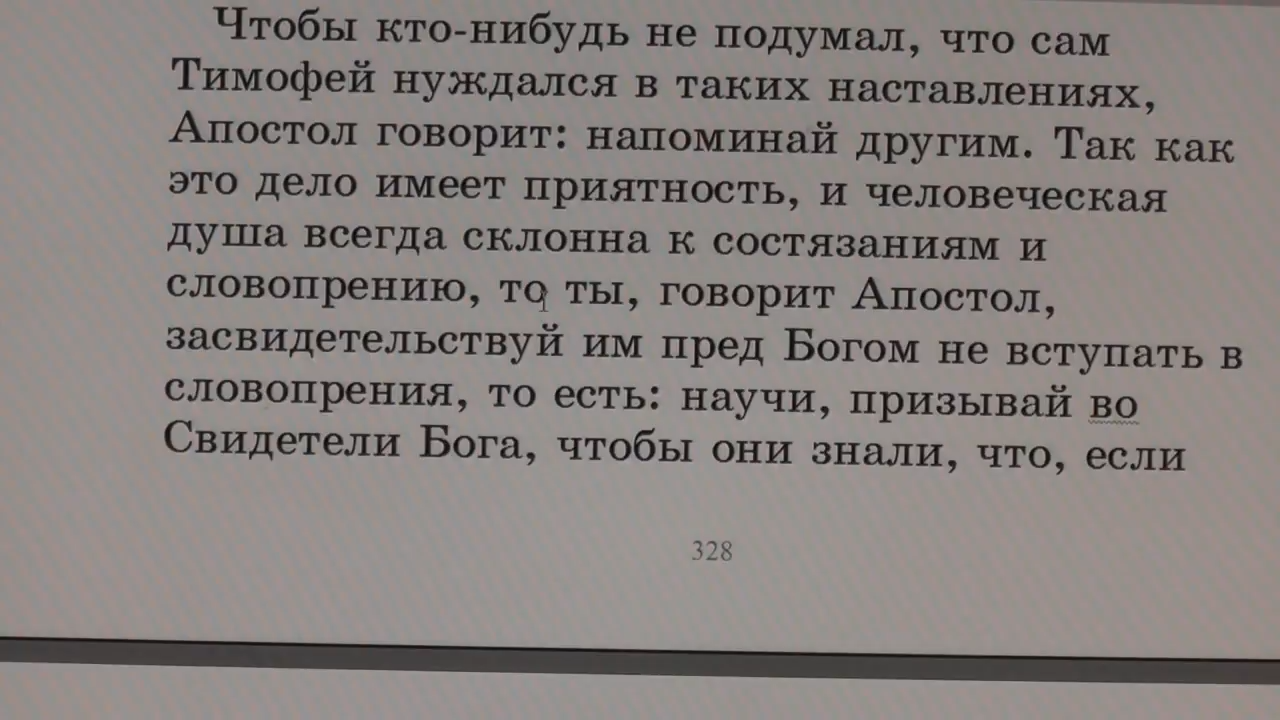 Чтобы кто-нибудь не подумал, что сам
Тимофей нуждался в таких наставлениях,
Апостол говорит: напоминай другим. Так как
это дело имеет приятность, и человеческая
душа всегда склонна к состязаниям и
словопрению, то ты, говорит Апостол,
засвидетельствуй им пред Богом не вступать в
словопрения, то есть: научи, призывай во
Свидетели Бога, чтобы они знали, что, если
328